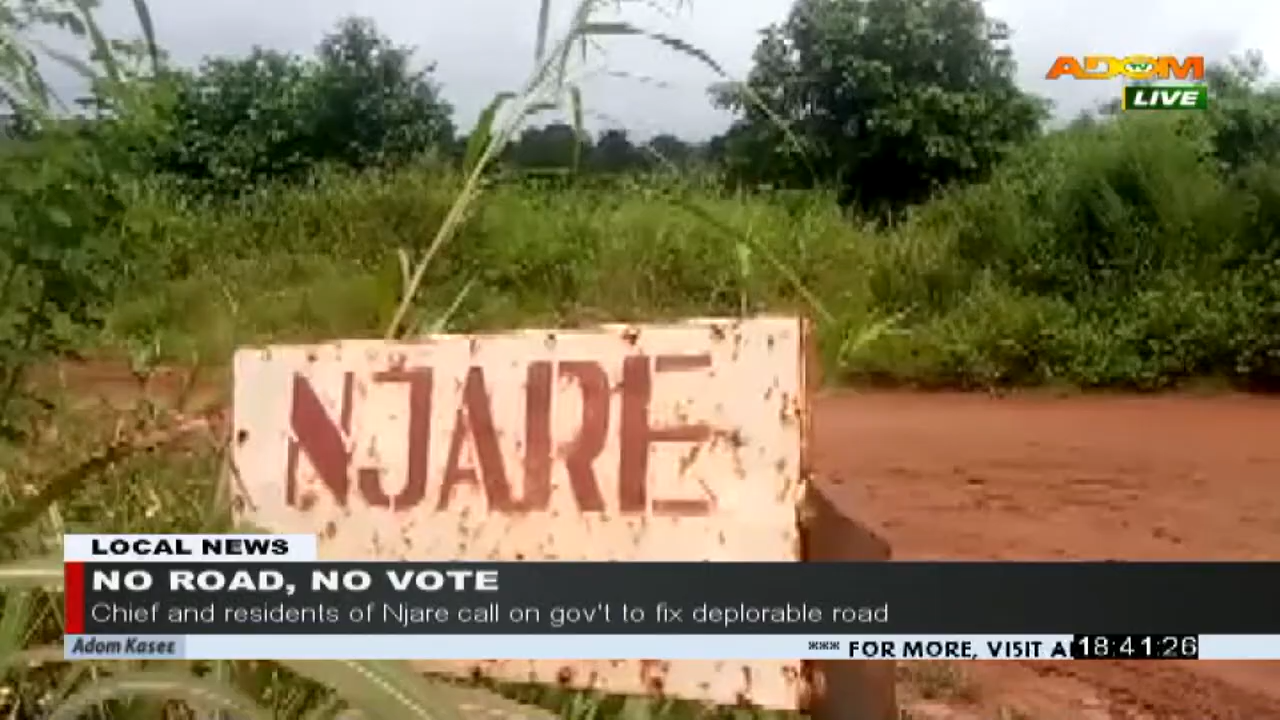 ADOM TV
LIVE
NJARE
LOCAL NEWS
NO ROAD, NO VOTE
Chief and residents of Njare call on gov't to fix deplorable road
Adom Kasee
*** FOR MORE, VISIT A
18:41:26